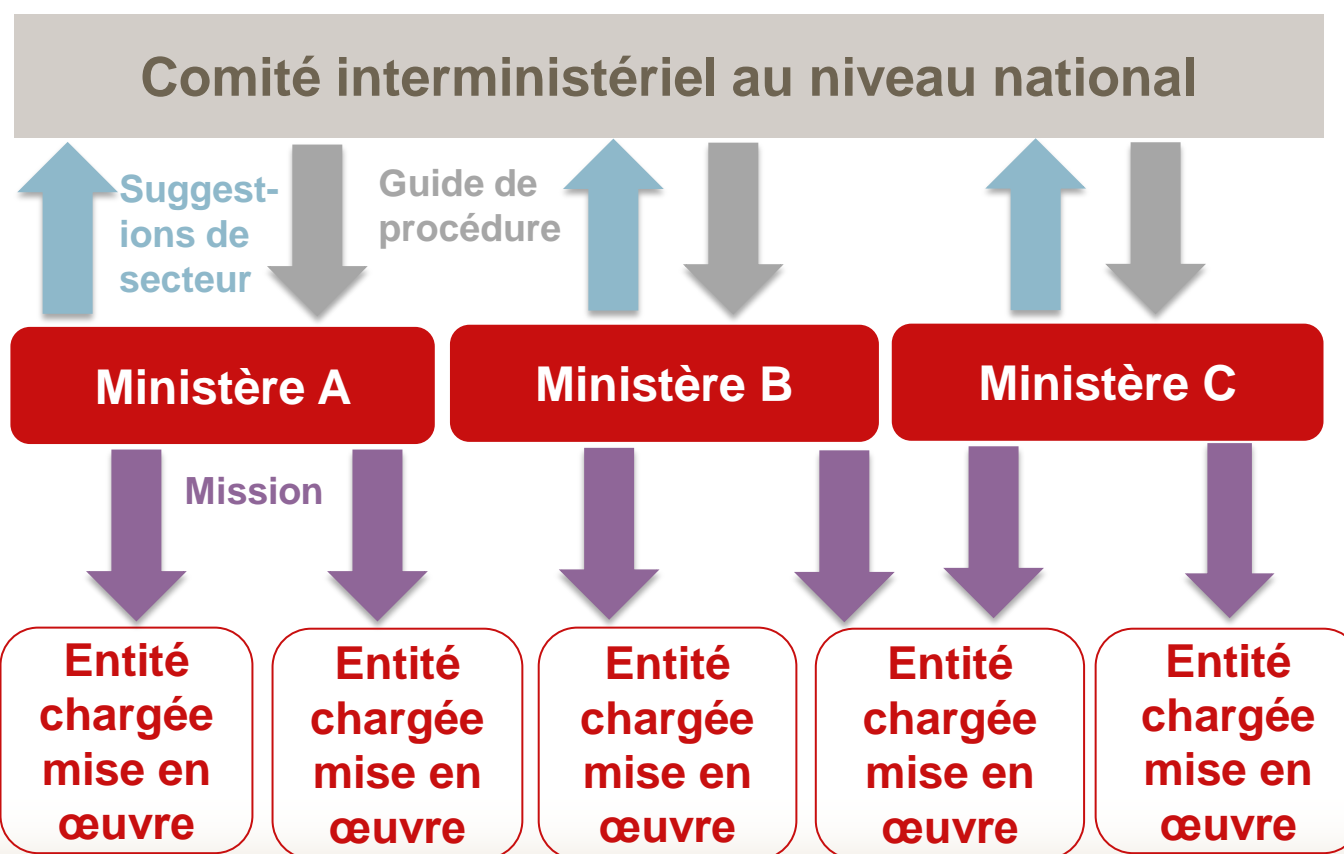 Comité interministériel au niveau national
Suggest-
ions de
secteur
Guide de
procédure
Ministère A
Ministère B
Ministère C
Mission
Entité
chargée
mise en
œuvre
Entité
chargée
mise en
œuvre
Entité
chargée
mise en
œuvre
Entité
chargée
mise en
œuvre
Entité
chargée
mise en
œuvre